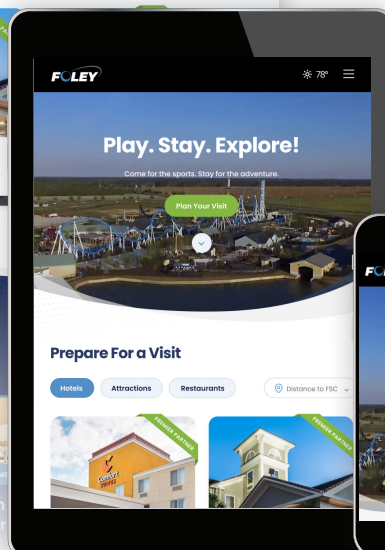 FOLEY
78°
Play. Stay. Explore!
Come for the sports. Stay for the adventure.
Plan Your Visit
Prepare For a Visit
Hotels
Attractions
Restaurants
Distance to FSC
PREMIER PARTNER
PREMIER PARTNER
Comfort
SUITES